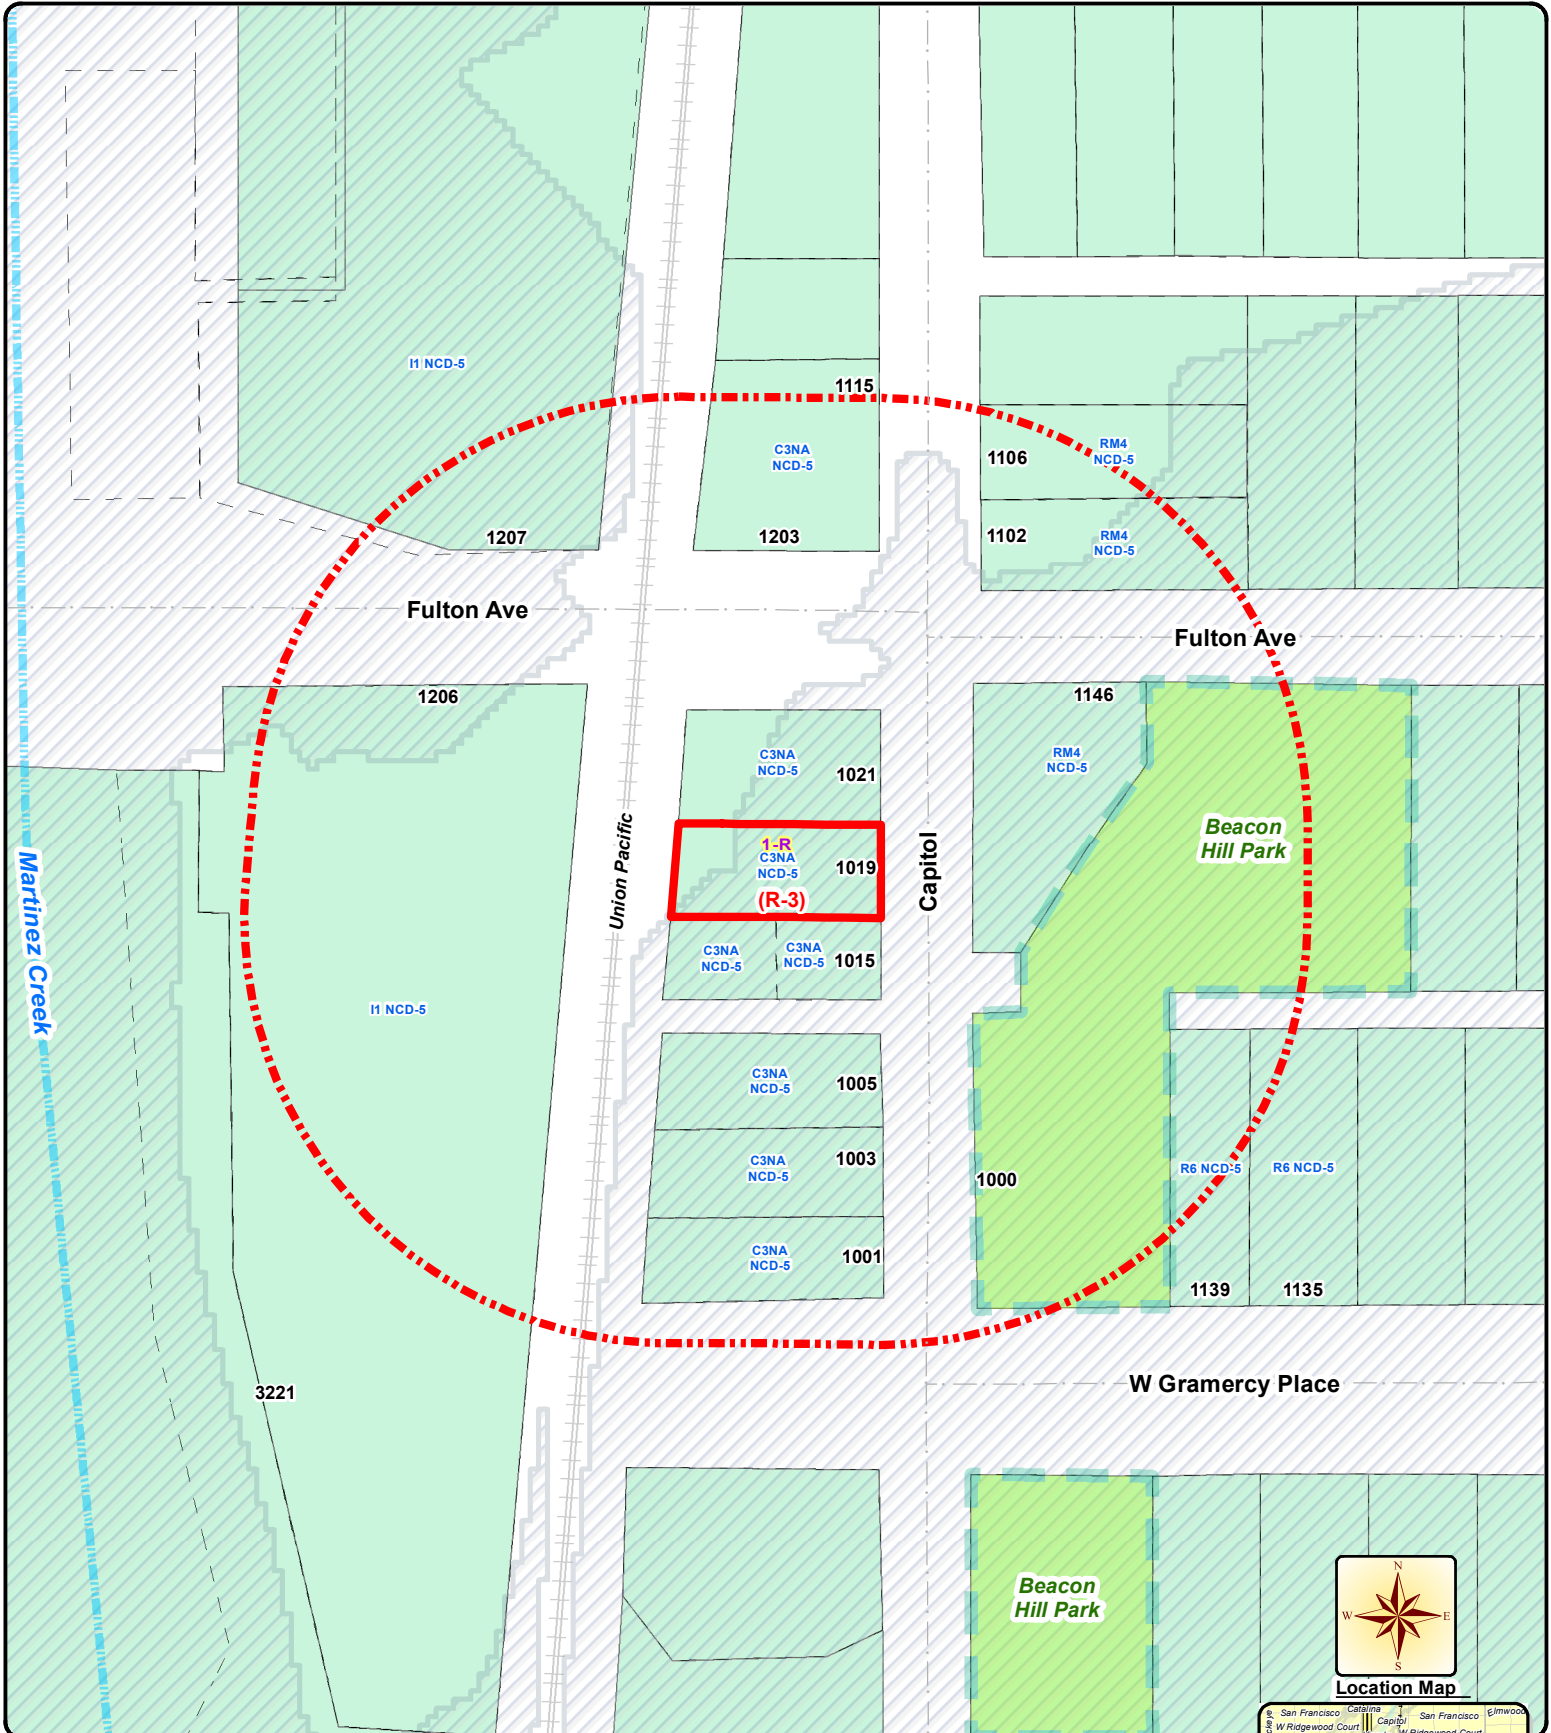 I1 NCD-5
1115
C3NA
NCD-5
1106
RM4
NCD-5
1207
1203
1102
RM4
NCD-5
Fulton Ave
Fulton Ave
1206
1146
C3NA
NCD-5
1021
RM4
NCD-5
Beacon
Hill Park
Martinez Creek
Union Pacific
1-R
C3NA
NCD-5
1019
(R-3)
Capitol
C3NA
NCD-5
C3NA
NCD-5
1015
I1 NCD-5
C3NA
NCD-5
1005
C3NA
NCD-5
1003
1000
R6 NCD-5
R6 NCD-5
C3NA
NCD-5
1001
1139
1135
3221
W Gramercy Place
Beacon
Hill Park
N
W
E
S
Location Map
San Francisco
Catalina
Capitol
San Francisco
Elmwood
W Ridgewood Court
W Ridgewood Court